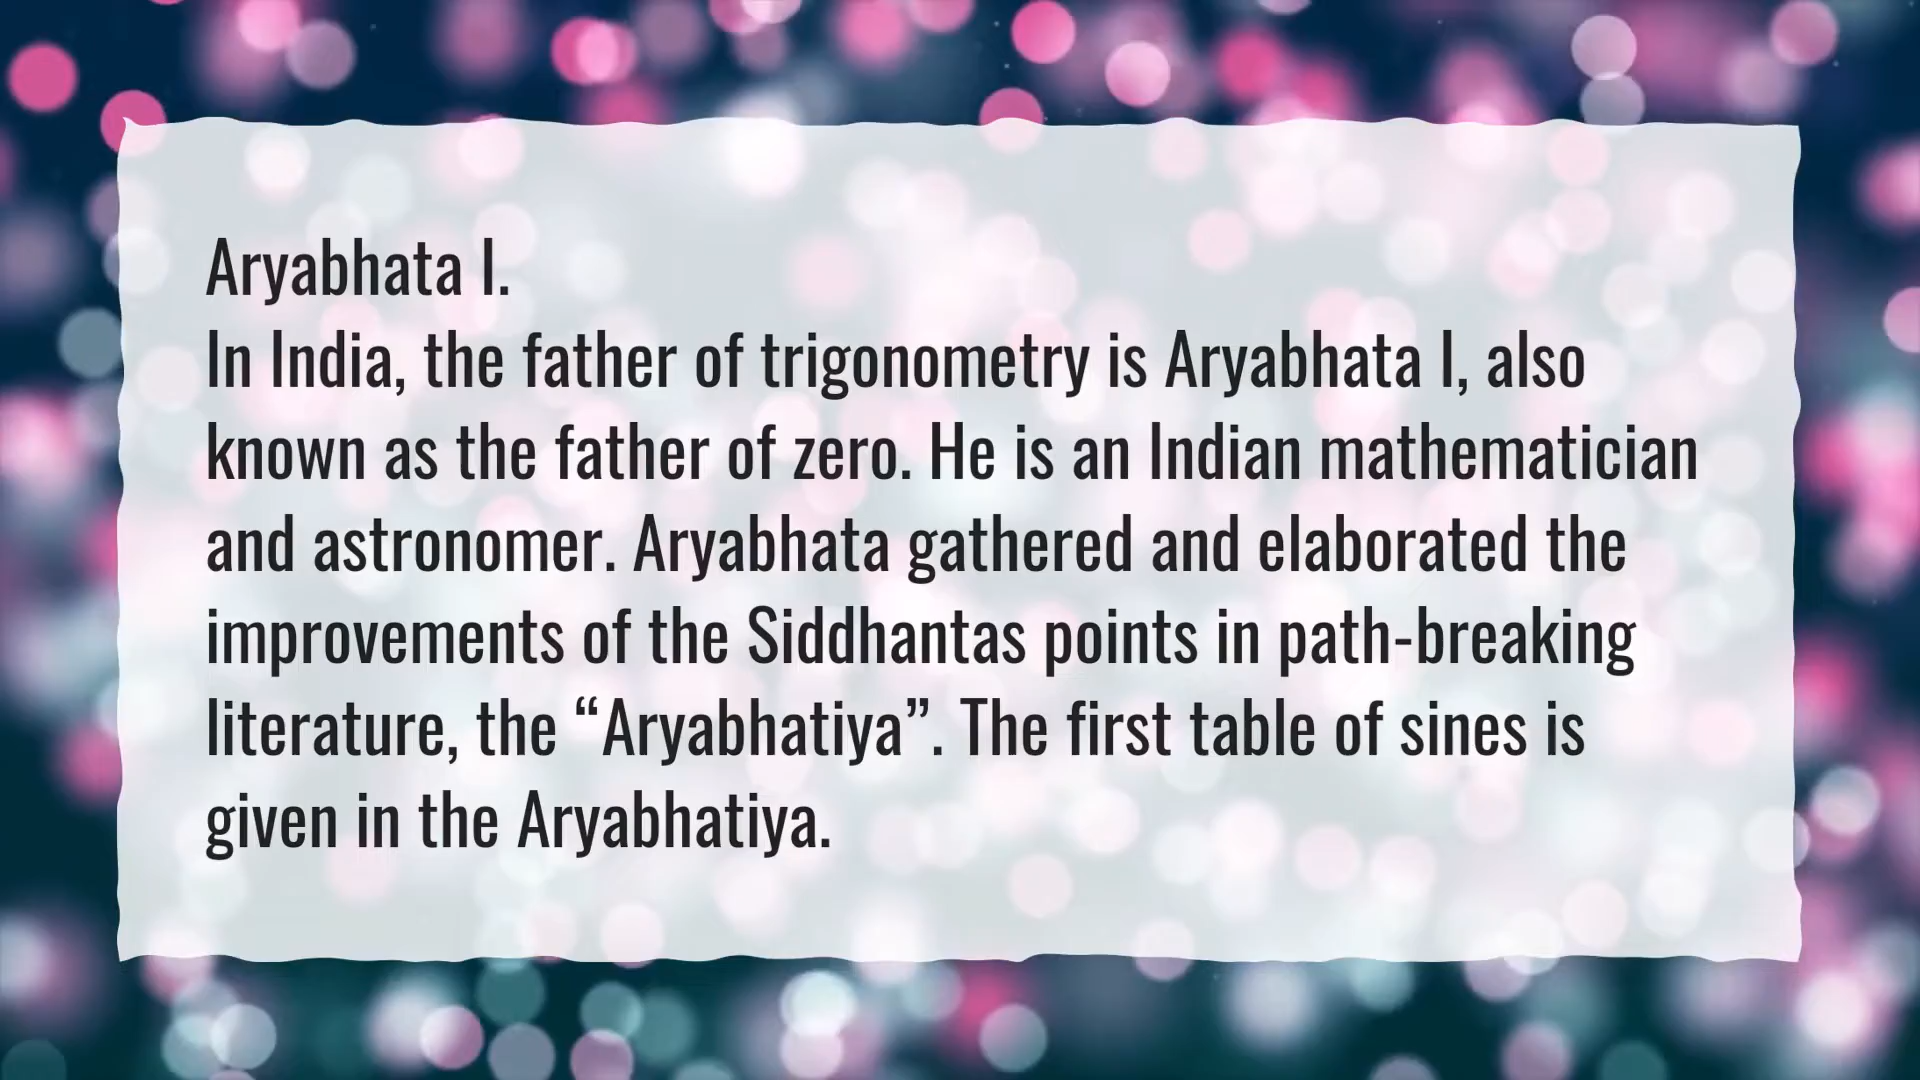 Aryabhata I.
In India, the father of trigonometry is Aryabhata I, also
known as the father of zero. He is an Indian mathematician
and astronomer. Aryabhata gathered and elaborated the
improvements of the Siddhantas points in path-breaking
literature, the “Aryabhatiya”. The first table of sines is
given in the Aryabhatiya.